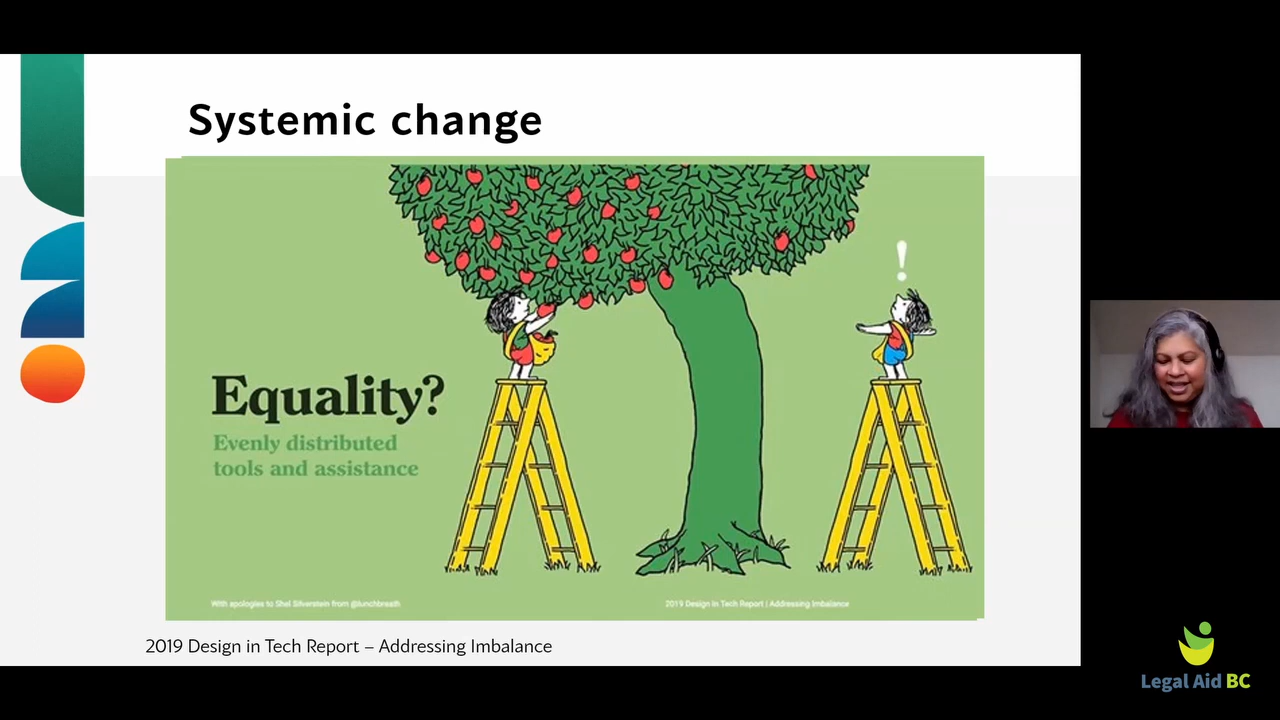 Systemic change
!
Equality?
Evenly distributed
tools and assistance
With apologies to Shel Silverstein from @lunchbreath
2019 Design In Tech Report | Addressing Imbalance
2019 Design in Tech Report – Addressing Imbalance
Legal Aid BC